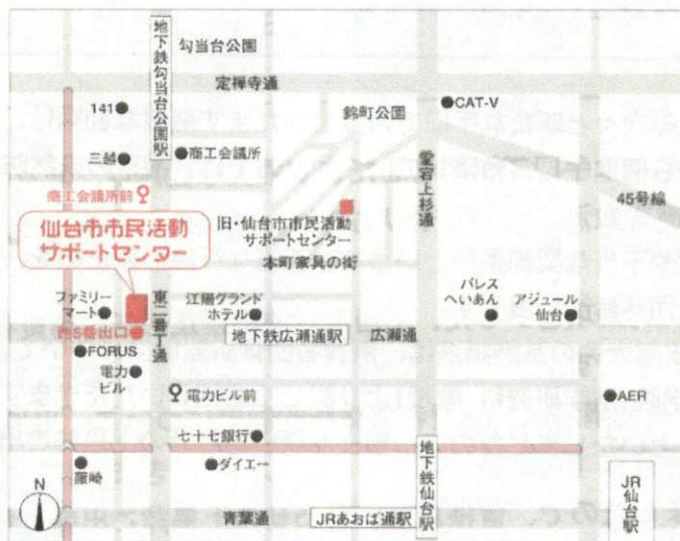 地下鉄勾当台公園駅
勾当台公園
定禅寺通
141
CAT-V
錦町公園
三越
商工会議所
愛宕上杉通
45号線
商工会議所前
仙台市市民活動
サポートセンター
旧・仙台市市民活動
サポートセンター
本町家具の街
ファミリー
マート
東二番丁通
江陽グランド
ホテル
パレス
へいあん
アジュール
仙台
西5番出口
地下鉄広瀬通駅
広瀬通
FORUS
電力
ビル
電力ビル前
AER
七十七銀行
藤崎
ダイエー
地下鉄仙台駅
JR仙台駅
N
青葉通
JRあおば通駅